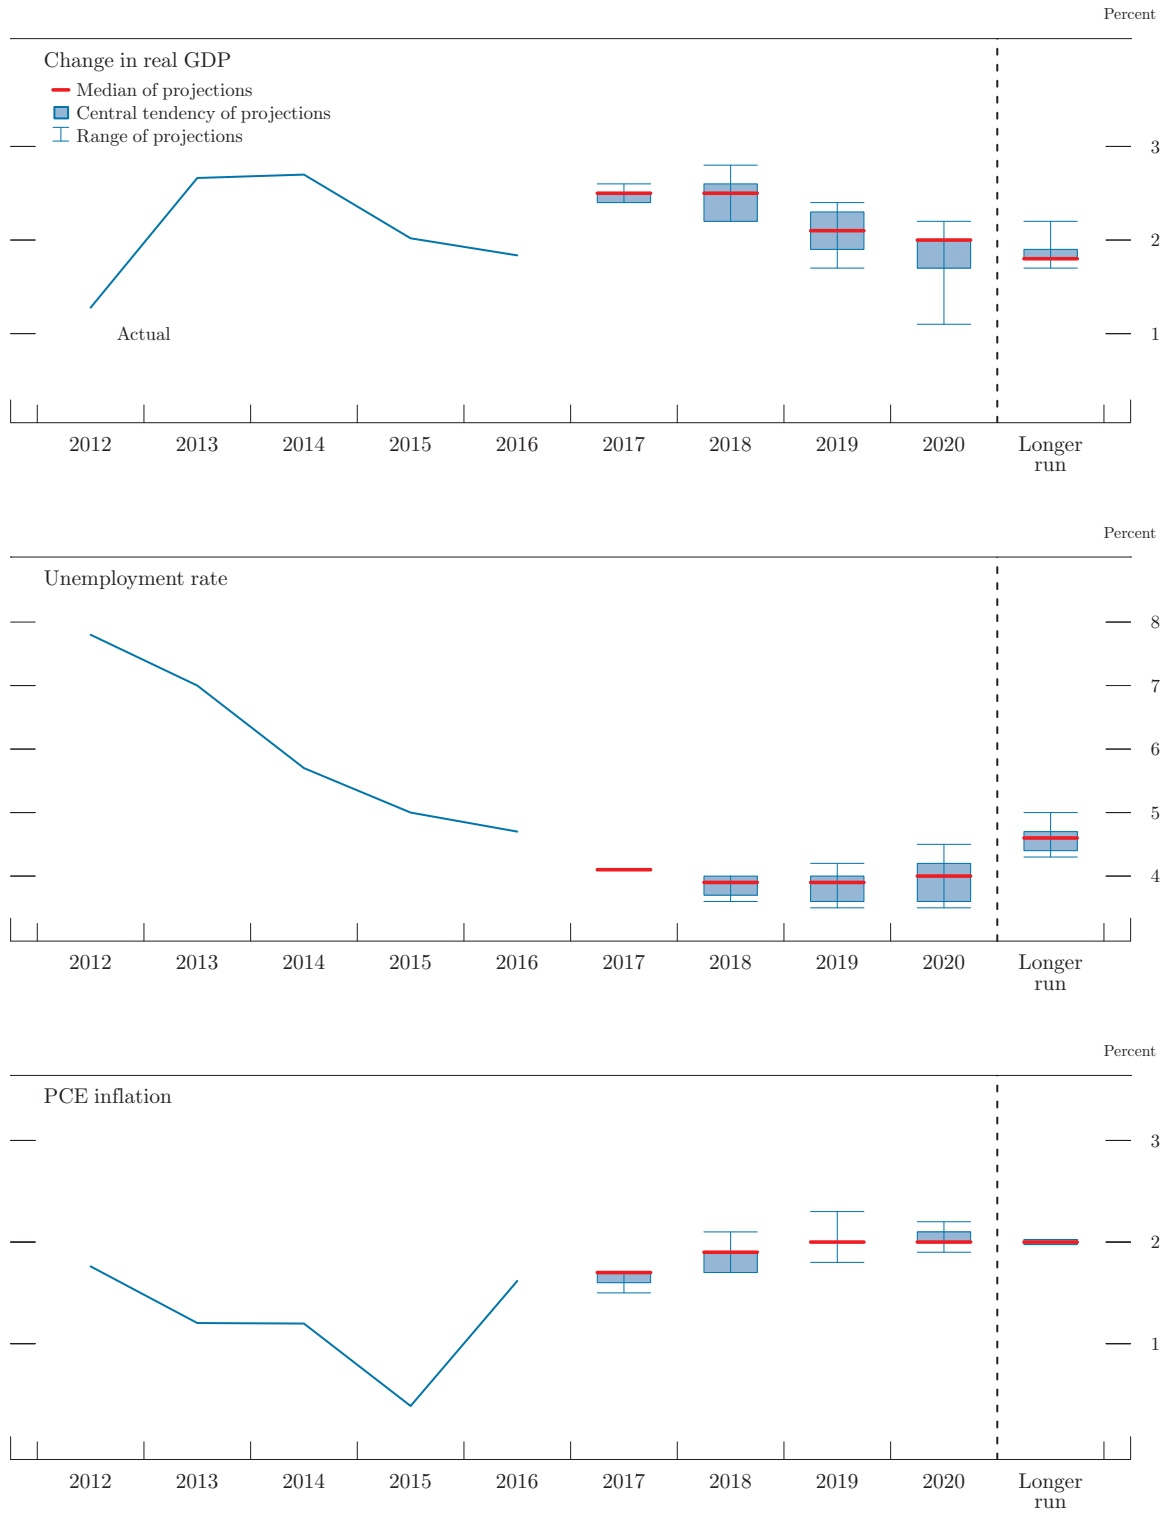 Percent
Change in real GDP
Median of projections
Central tendency of projections
Range of projections
3
2
1
Actual
2012 2013 2014 2015 2016 2017 2018 2019 2020 Longer
run
Percent
Unemployment rate
8
7
6
5
4
2012 2013 2014 2015 2016 2017 2018 2019 2020 Longer
run
Percent
PCE inflation
3
2
1
2012 2013 2014 2015 2016 2017 2018 2019 2020 Longer
run